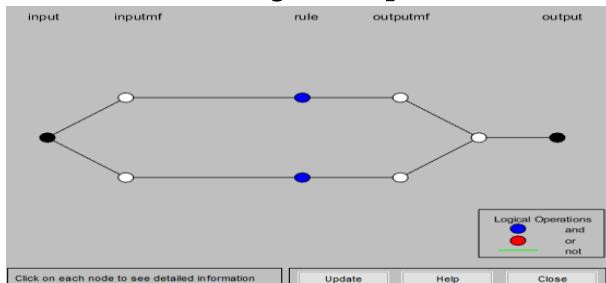 input inputmf rule outputmf output
Logical Operations
and
or
not
Click on each node to see detailed information Update Help Close